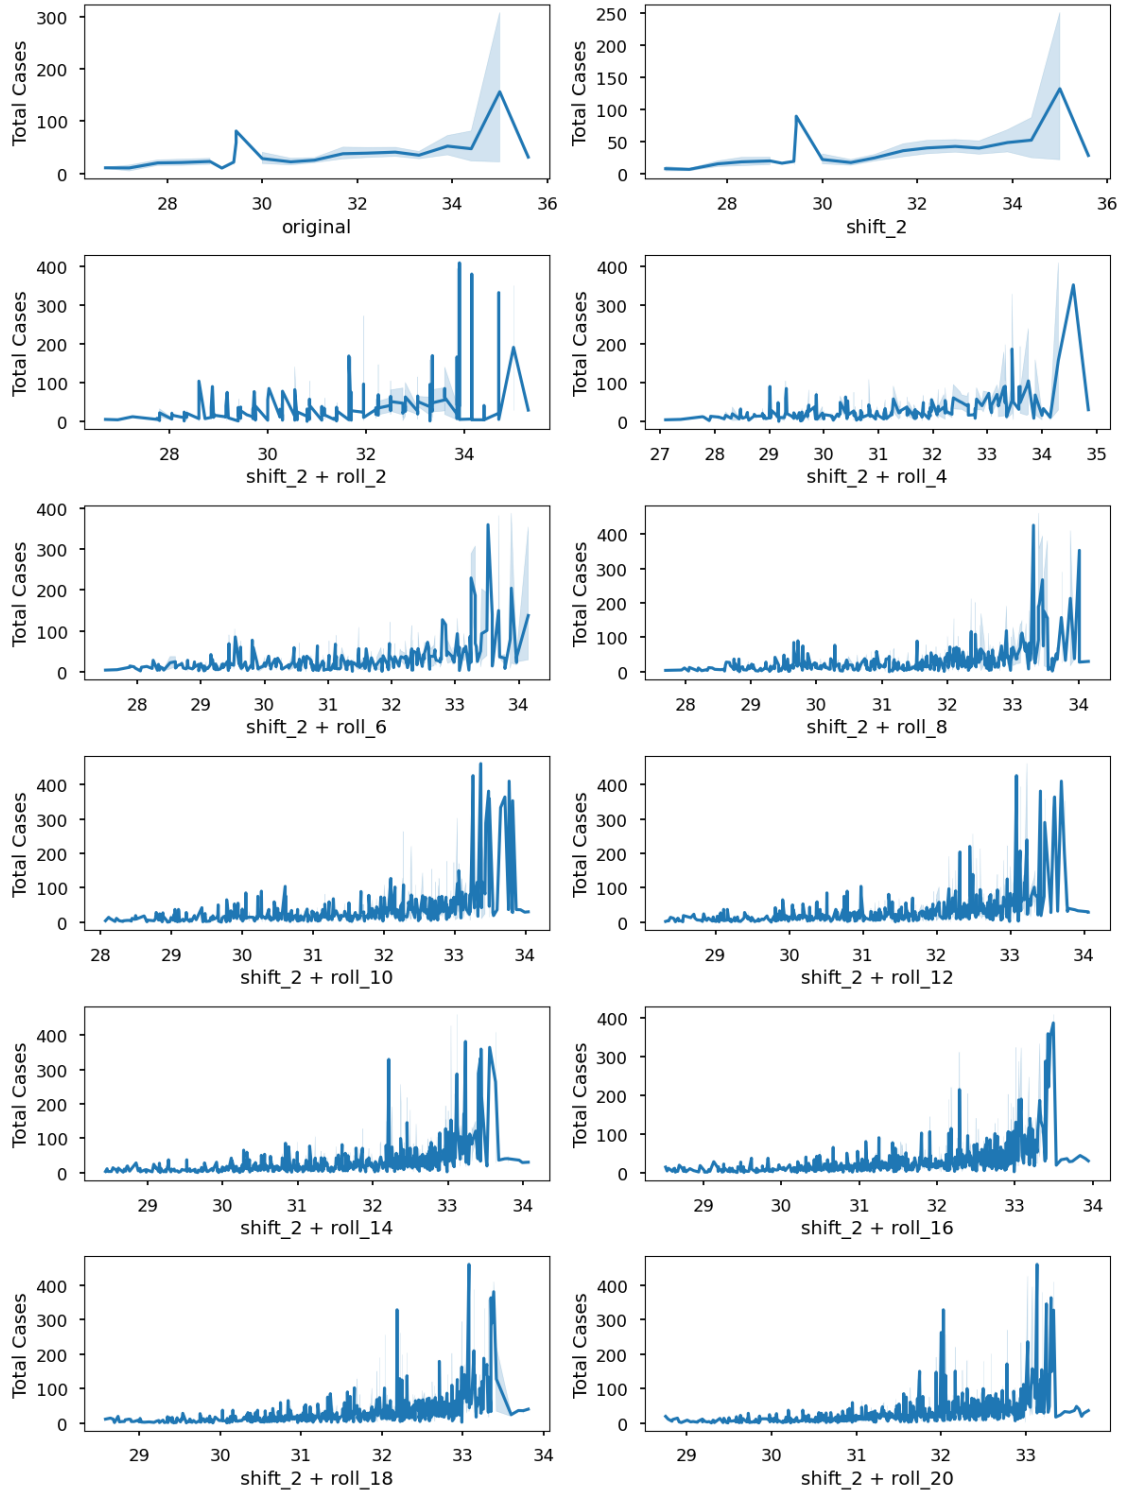 Total Cases
300
200
100
0
28 30 32 34 36
original
Total Cases
250
200
150
100
50
0
28 30 32 34 36
shift_2
Total Cases
400
300
200
100
0
28 30 32 34
shift_2 + roll_2
Total Cases
400
300
200
100
0
27 28 29 30 31 32 33 34 35
shift_2 + roll_4
Total Cases
400
300
200
100
0
28 29 30 31 32 33 34
shift_2 + roll_6
Total Cases
400
300
200
100
0
28 29 30 31 32 33 34
shift_2 + roll_8
Total Cases
400
300
200
100
0
28 29 30 31 32 33 34
shift_2 + roll_10
Total Cases
400
300
200
100
0
29 30 31 32 33 34
shift_2 + roll_12
Total Cases
400
300
200
100
0
29 30 31 32 33 34
shift_2 + roll_14
Total Cases
400
300
200
100
0
29 30 31 32 33 34
shift_2 + roll_16
Total Cases
400
300
200
100
0
29 30 31 32 33 34
shift_2 + roll_18
Total Cases
400
300
200
100
0
29 30 31 32 33
shift_2 + roll_20